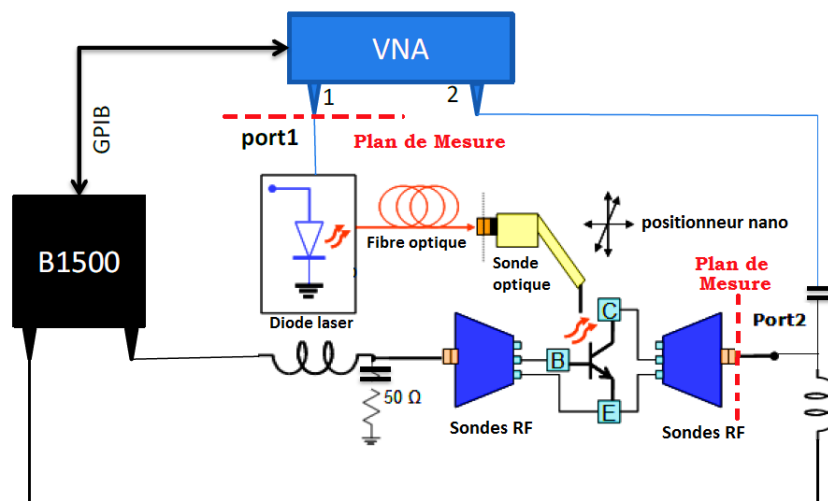 VNA
1
2
GPIB
port1
Plan de Mesure
B1500
Fibre optique
Sonde
optique
positionneur nano
Plan de
Mesure
Port2
Diode laser
50 Ω
B
C
E
Sondes RF
Sondes RF